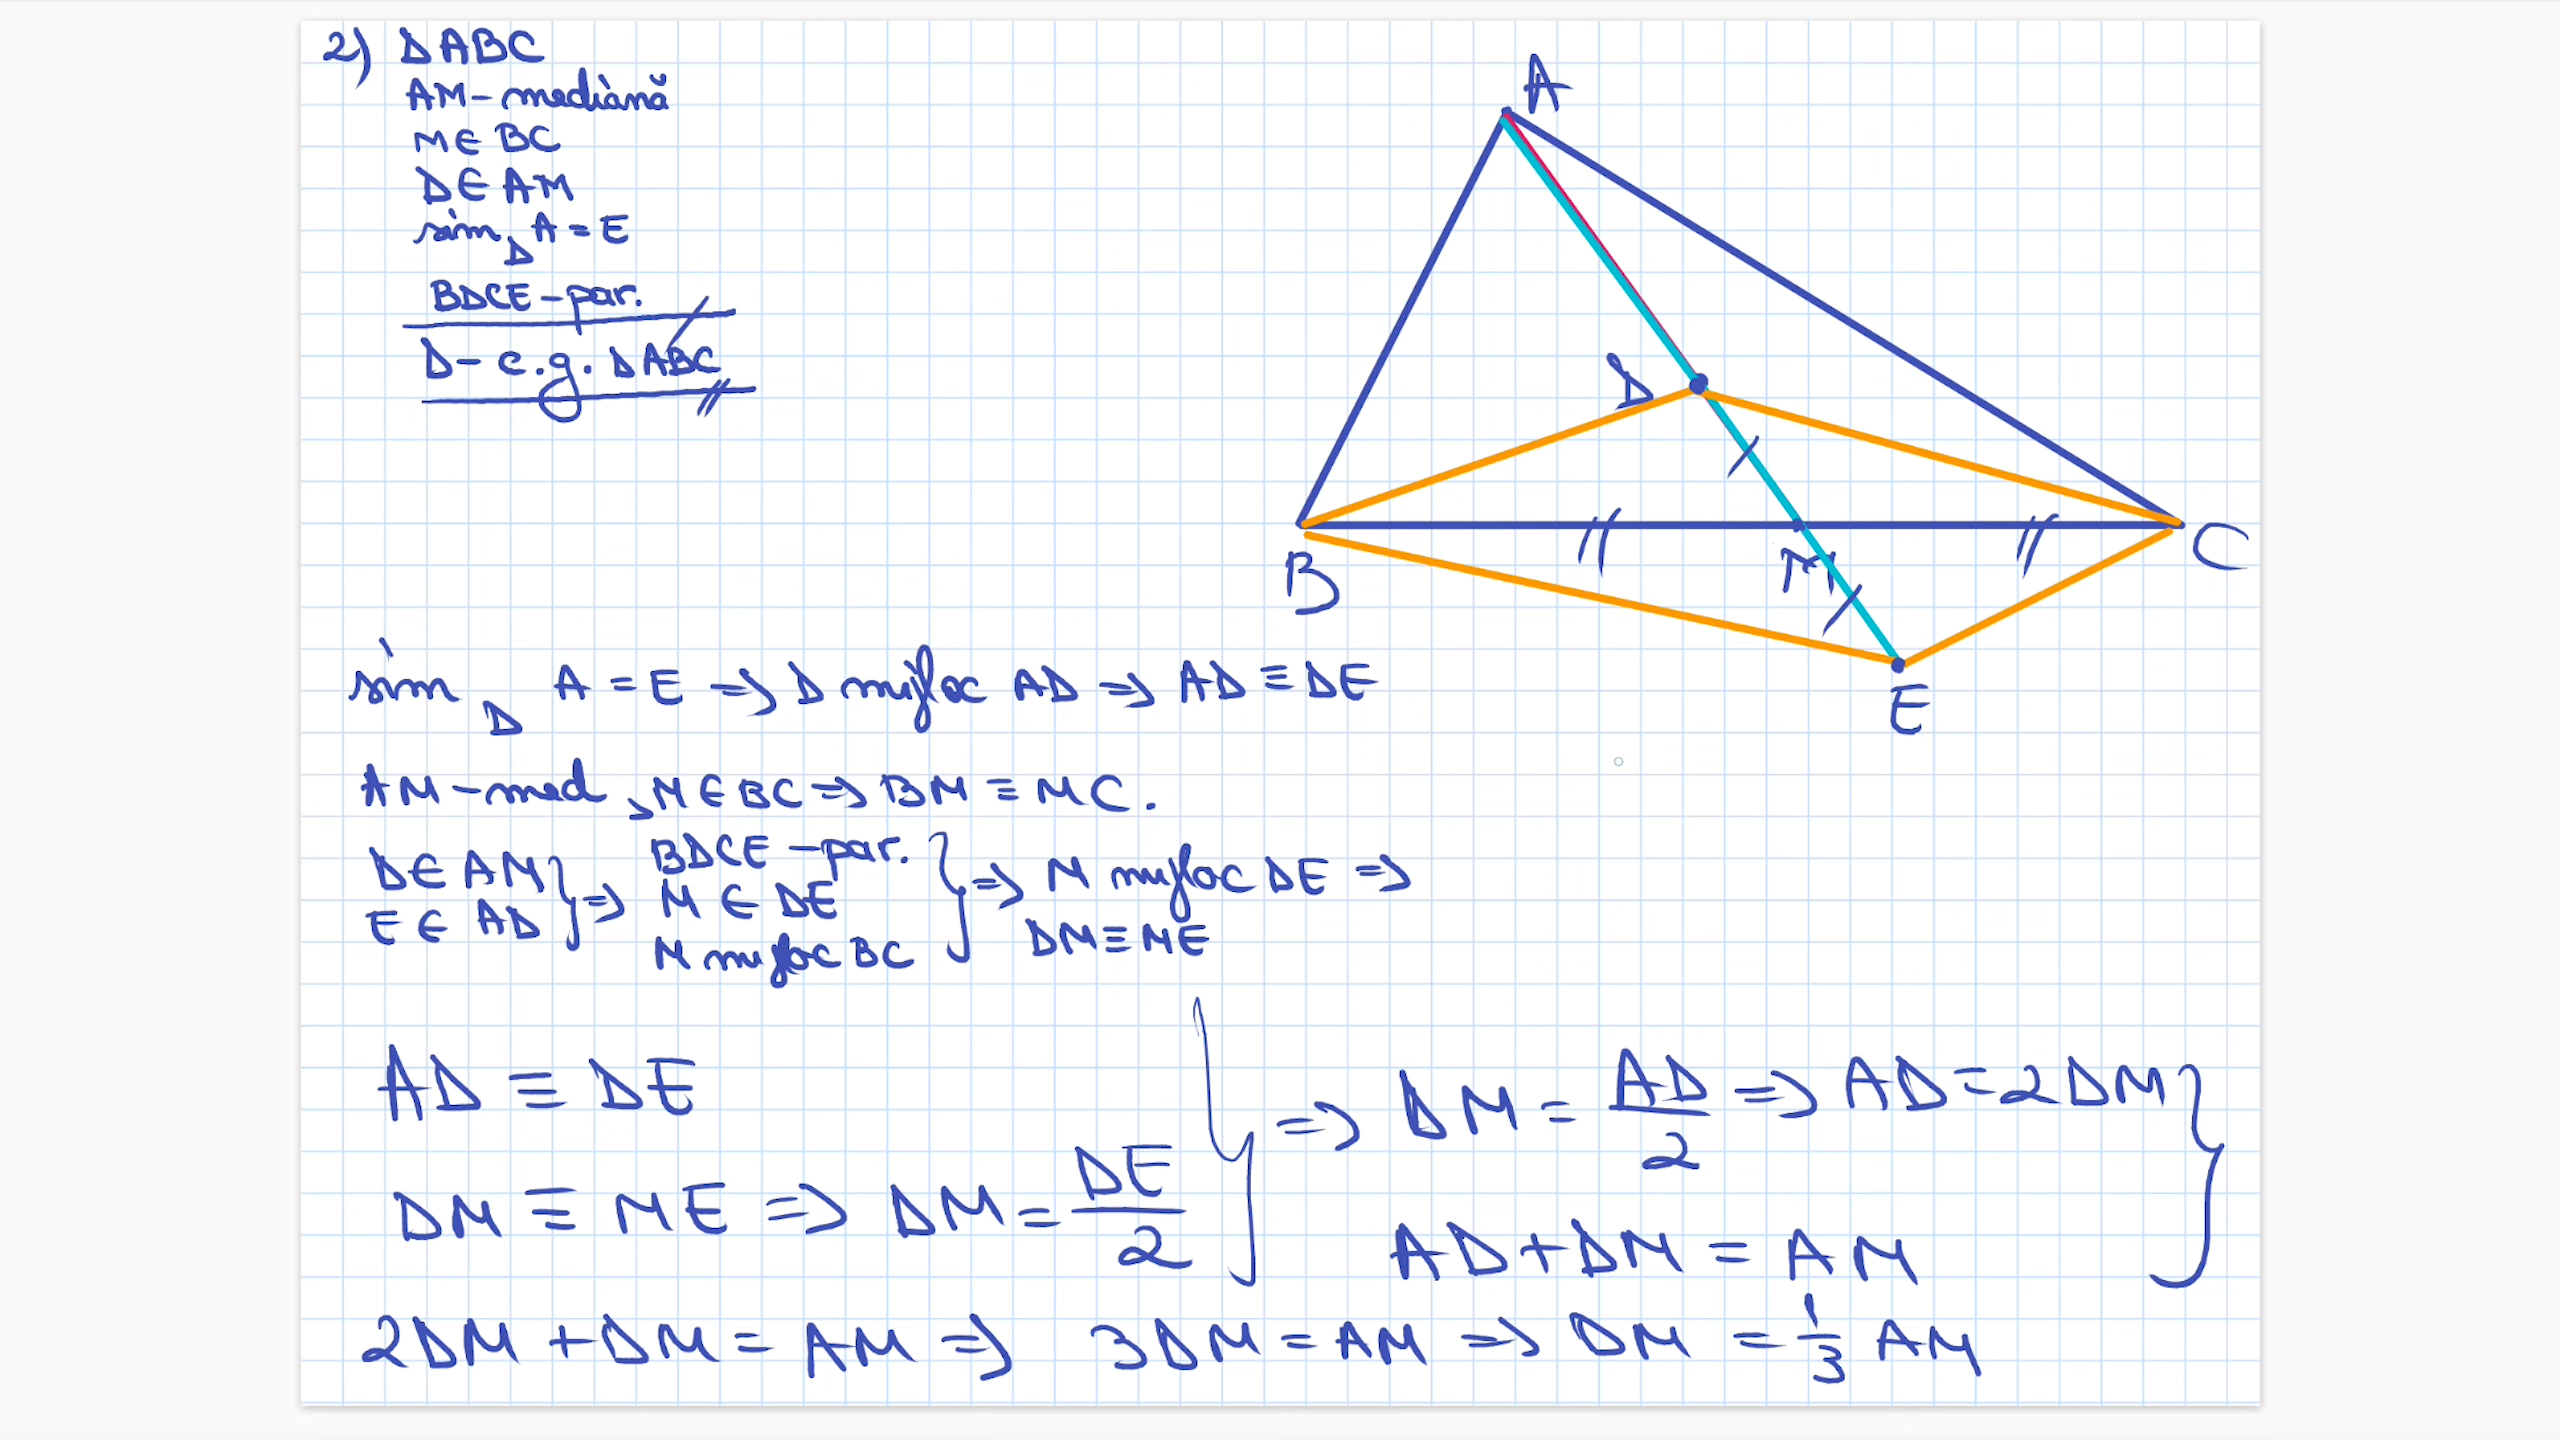 2) ΔABC
AM - mediană
M ∈ BC
D ∈ AM
sim_D A = E
BDCE - par.
D - c.g. ΔABC
A
D
B
M
C
E
sim_D A = E => D mijloc AD => AD ≡ DE
AM - med, M ∈ BC => BM ≡ MC.
D ∈ AM
E ∈ AD } =>
BDCE - par.
M ∈ DE
M mijloc BC } => M mijloc DE =>
DM ≡ ME
AD ≡ DE
DM ≡ ME => DM = DE/2 } => DM = AD/2 => AD = 2DM
AD + DM = AM }
2DM + DM = AM => 3DM = AM => DM = 1/3 AM